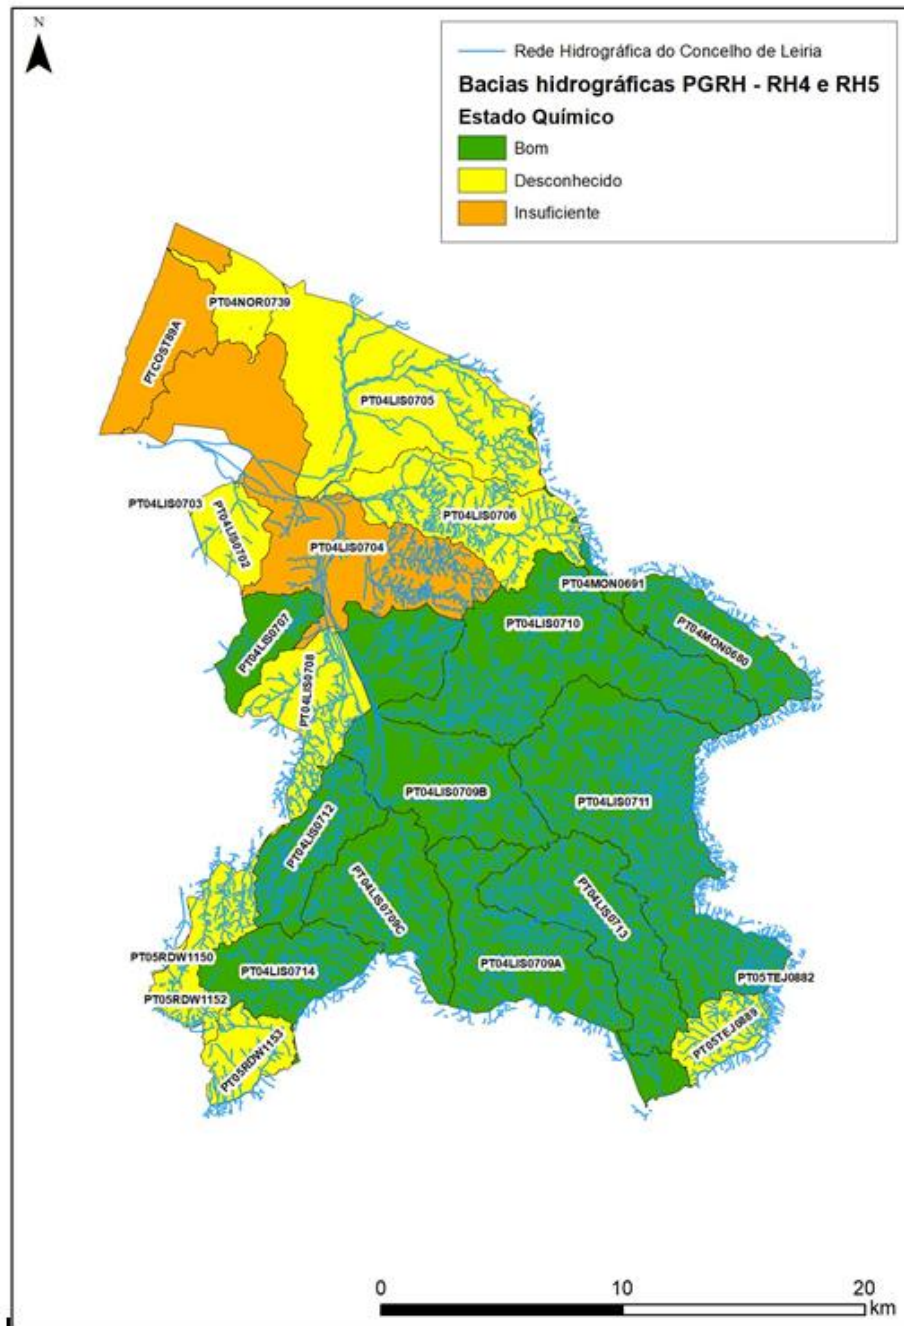 N
Rede Hidrográfica do Concelho de Leiria
Bacias hidrográficas PGRH - RH4 e RH5
Estado Químico
Bom
Desconhecido
Insuficiente
PT04NOR0739
PTCOST89A
PT04LIS0705
PT04LIS0703
PT04LIS0702
PT04LIS0706
PT04LIS0704
PT04MON0691
PT04LIS0710
PT04MON0680
PT04LIS0707
PT04LIS0708
PT04LIS0709B
PT04LIS0711
PT04LIS0712
PT04LIS0709C
PT04LIS0713
PT05RDW1150
PT04LIS0714
PT04LIS0709A
PT05TEJ0882
PT05RDW1152
PT05TEJ0889
PT05RDW1153
0 10 20
km